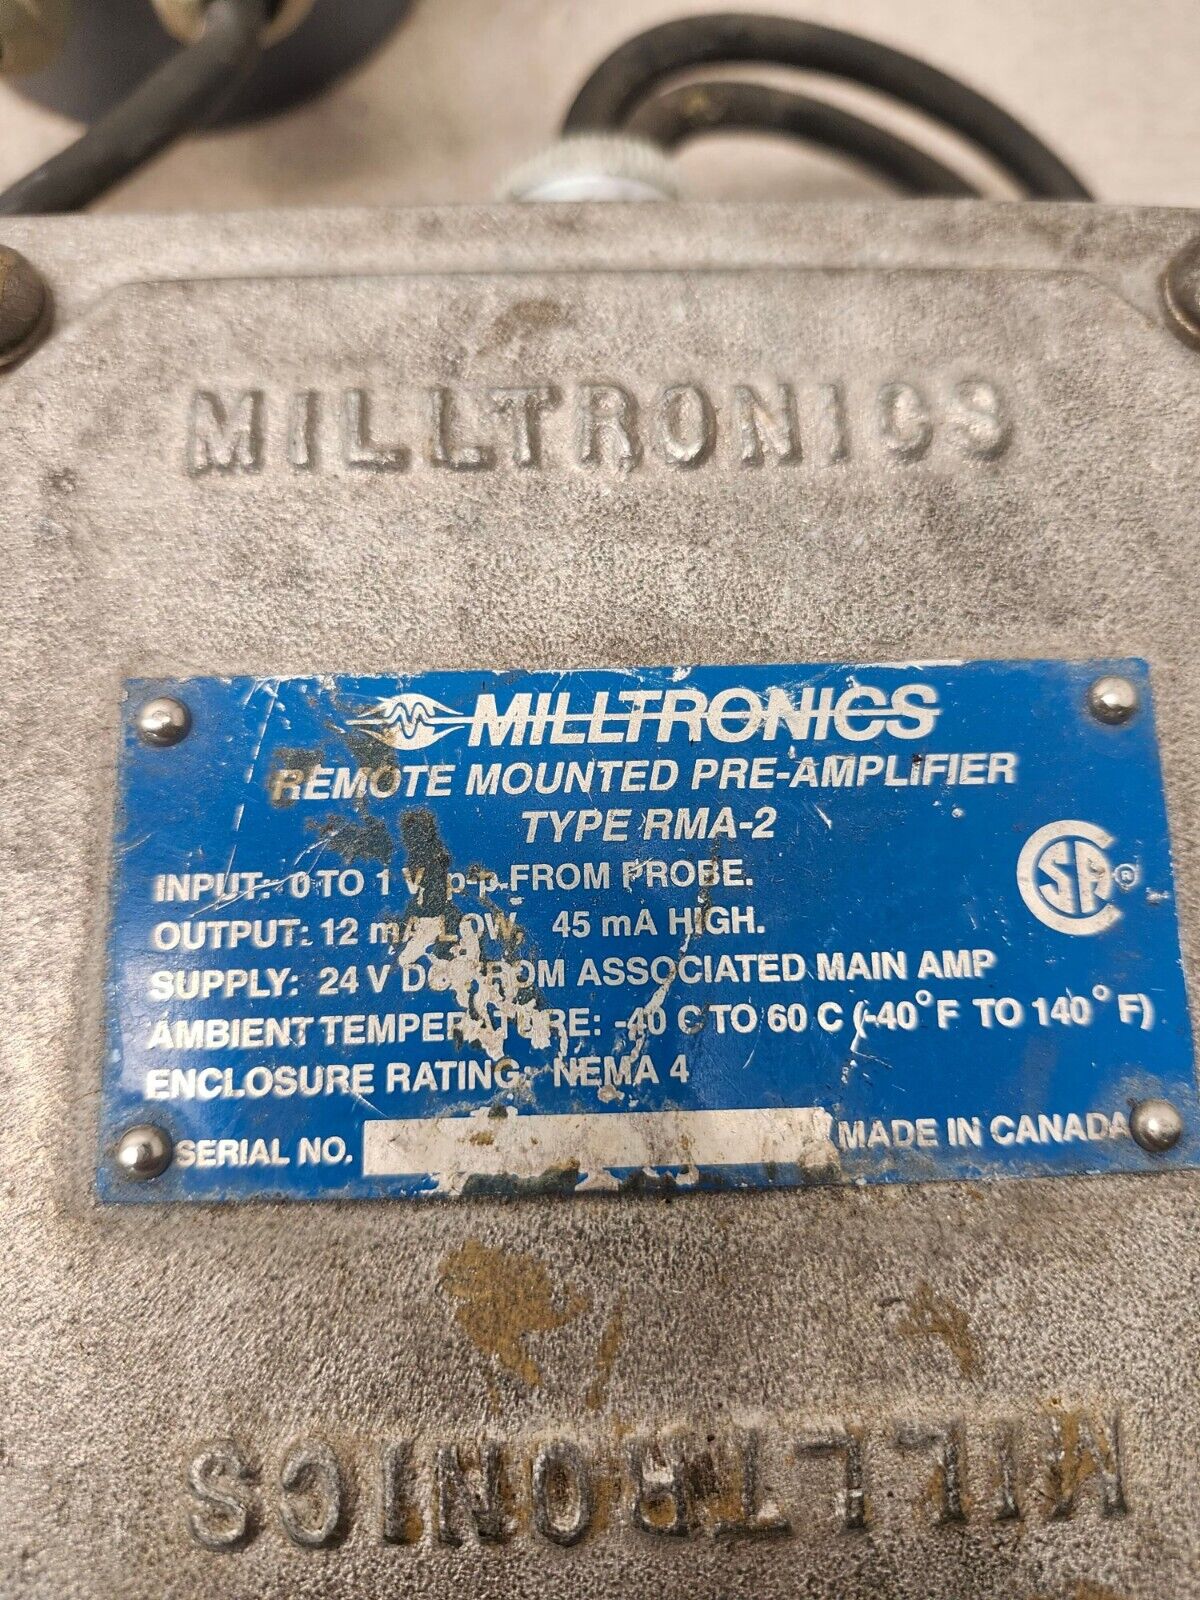 MILLTRONICS
MILLTRONICS
REMOTE MOUNTED PRE-AMPLIFIER
TYPE RMA-2
INPUT: 0 TO 1 V p-p FROM PROBE.
OUTPUT: 12 mA LOW, 45 mA HIGH.
SUPPLY: 24 V DC FROM ASSOCIATED MAIN AMP
AMBIENT TEMPERATURE: -40 C TO 60 C (-40°F TO 140°F)
ENCLOSURE RATING: NEMA 4
SERIAL NO.
MADE IN CANADA
CSA ®
MILLTRONICS